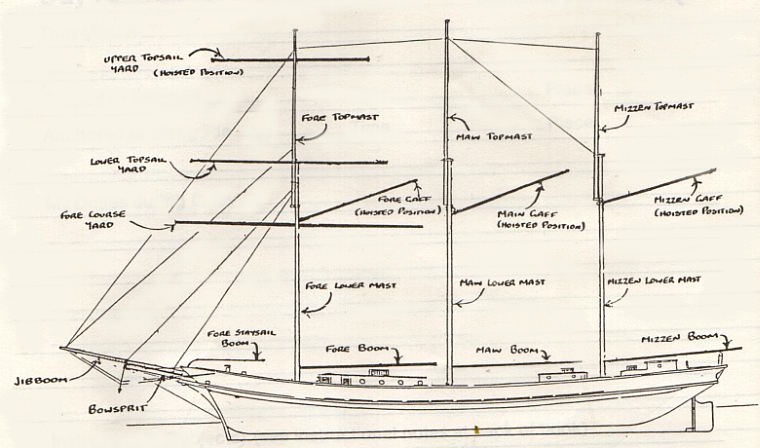 UPPER TOPSAIL
YARD
(HOISTED POSITION)
FORE TOPMAST
MAIN TOPMAST
MIZZEN TOPMAST
LOWER TOPSAIL
YARD
FORE GAFF
(HOISTED POSITION)
MAIN GAFF
(HOISTED POSITION)
MIZZEN GAFF
(HOISTED POSITION)
FORE COURSE
YARD
FORE LOWER MAST
MAIN LOWER MAST
MIZZEN LOWER MAST
FORE STAYSAIL
BOOM
FORE BOOM
MAIN BOOM
MIZZEN BOOM
JIBBOOM
BOWSPRIT